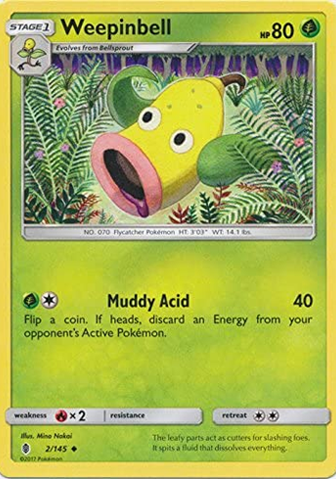 STAGE 1 Weepinbell HP 80
Evolves from Bellsprout
NO. 070 Flycatcher Pokémon HT: 3'03" WT: 14.1 lbs.
Muddy Acid 40
Flip a coin. If heads, discard an Energy from your
opponent's Active Pokémon.
weakness ×2 resistance retreat
Illus. Mina Nakai
2/145
©2017 Pokémon
The leafy parts act as cutters for slashing foes.
It spits a fluid that dissolves everything.